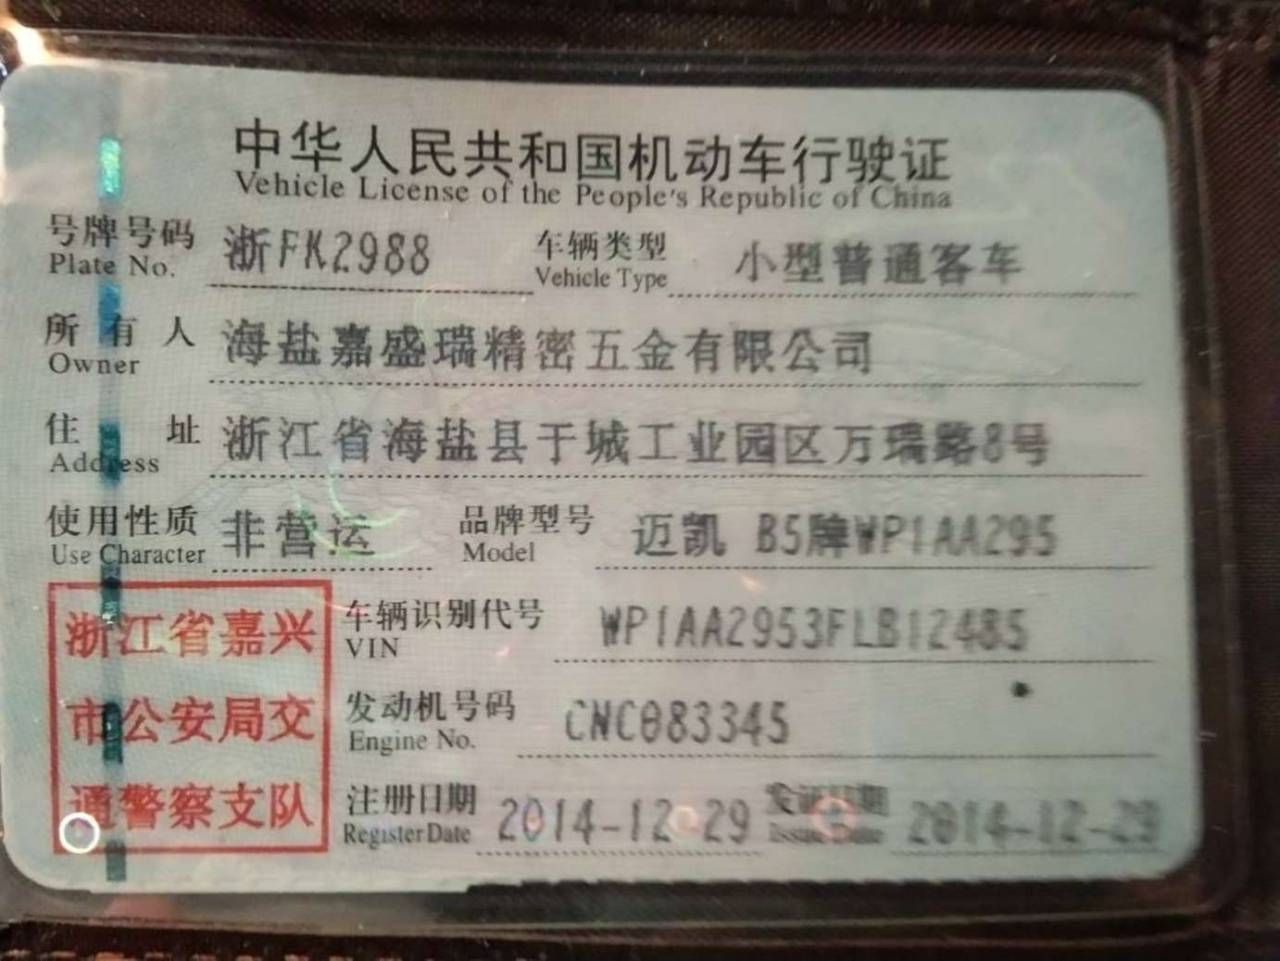 中华人民共和国机动车行驶证
Vehicle License of the People's Republic of China
号牌号码 浙FK2988 车辆类型 小型普通客车
Plate No. Vehicle Type
所有人 海盐嘉盛瑞精密五金有限公司
Owner
住址 浙江省海盐县于城工业园区万瑞路8号
Address
使用性质 非营运 品牌型号 迈凯 B5牌WP1AA295
Use Character Model
浙江省嘉兴 车辆识别代号 WP1AA2953FLB12485
VIN
市公安局交 发动机号码 CNC083345
Engine No.
通警察支队 注册日期 2014-12-29 发证日期 2014-12-29
Register Date Issue Date